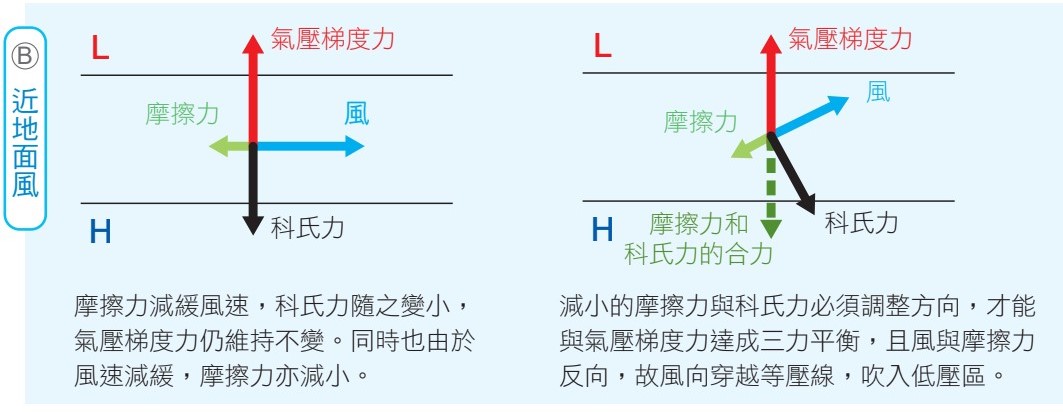 Ⓑ 近地面風
L
氣壓梯度力
摩擦力
風
H
科氏力
摩擦力減緩風速，科氏力隨之變小，
氣壓梯度力仍維持不變。同時也由於
風速減緩，摩擦力亦減小。
L
氣壓梯度力
風
摩擦力
H
摩擦力和
科氏力的合力
科氏力
減小的摩擦力與科氏力必須調整方向，才能
與氣壓梯度力達成三力平衡，且風與摩擦力
反向，故風向穿越等壓線，吹入低壓區。